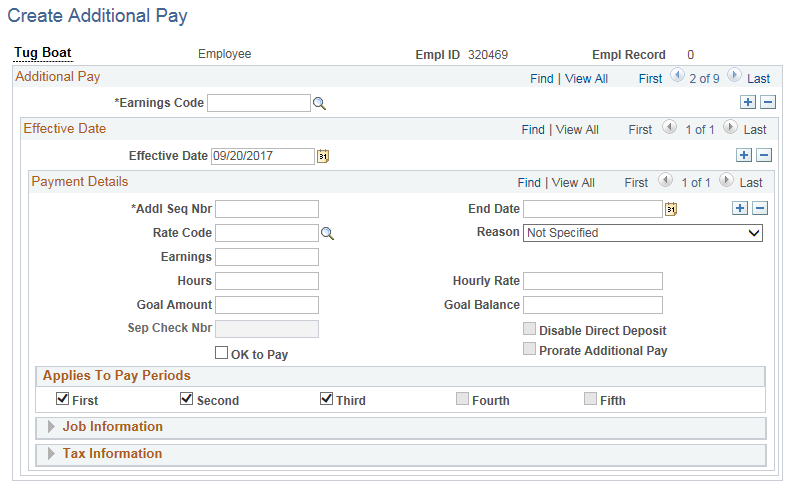 Create Additional Pay
Tug Boat Employee Empl ID 320469 Empl Record 0
Additional Pay Find | View All First 2 of 9 Last
*Earnings Code
Effective Date Find | View All First 1 of 1 Last
Effective Date 09/20/2017 31
Payment Details Find | View All First 1 of 1 Last
*Addl Seq Nbr End Date 31
Rate Code Reason Not Specified
Earnings
Hours Hourly Rate
Goal Amount Goal Balance
Sep Check Nbr Disable Direct Deposit
OK to Pay Prorate Additional Pay
Applies To Pay Periods
First Second Third Fourth Fifth
Job Information
Tax Information